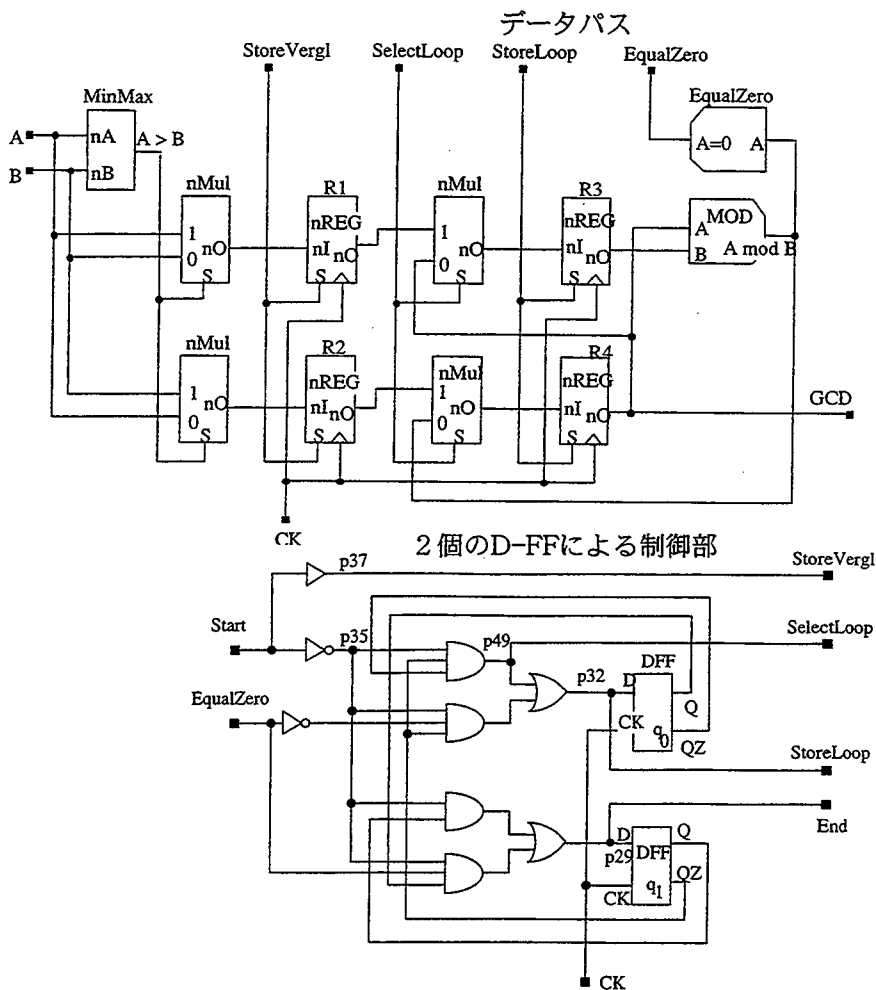 データパス
StoreVergl SelectLoop StoreLoop EqualZero
MinMax
EqualZero
A nA A > B
A=0 A
B nB
nMul R1 nMul R3 MOD
nREG nREG A
1 nO nI nO 1 nO nI nO B A mod B
0 0
S S S S
nMul R2 nMul R4
nREG nREG
1 nO nI nO 1 nO nI nO GCD
0 0
S S S S
CK
2個のD-FFによる制御部
p37 StoreVergl
Start p35 p49 SelectLoop
DFF
p32 D
EqualZero Q
CK q0 QZ
StoreLoop
End
D Q
p29 DFF
QZ
q1
CK
CK